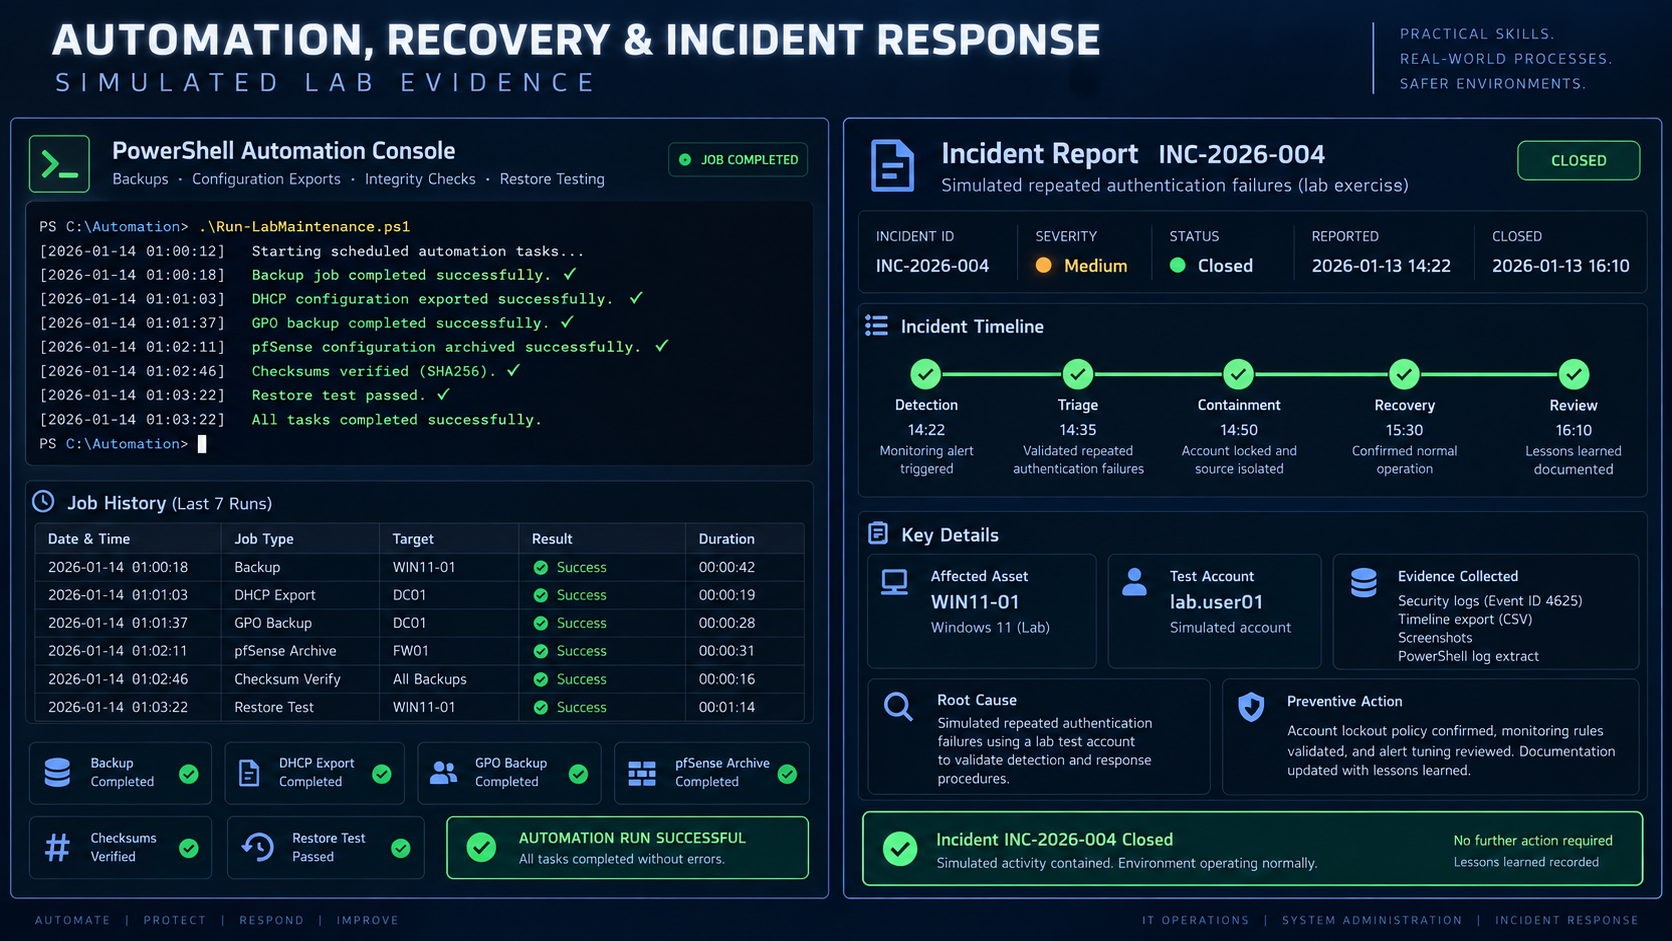 AUTOMATION, RECOVERY & INCIDENT RESPONSE
SIMULATED LAB EVIDENCE
PRACTICAL SKILLS.
REAL-WORLD PROCESSES.
SAFER ENVIRONMENTS.
PowerShell Automation Console
Backups · Configuration Exports · Integrity Checks · Restore Testing
JOB COMPLETED
PS C:\Automation> .\Run-LabMaintenance.ps1
[2026-01-14 01:00:12] Starting scheduled automation tasks...
[2026-01-14 01:00:18] Backup job completed successfully. ✓
[2026-01-14 01:01:03] DHCP configuration exported successfully. ✓
[2026-01-14 01:01:37] GPO backup completed successfully. ✓
[2026-01-14 01:02:11] pfSense configuration archived successfully. ✓
[2026-01-14 01:02:46] Checksums verified (SHA256). ✓
[2026-01-14 01:03:22] Restore test passed. ✓
[2026-01-14 01:03:22] All tasks completed successfully.
PS C:\Automation>
Job History (Last 7 Runs)
Date & Time Job Type Target Result Duration
2026-01-14 01:00:18 Backup WIN11-01 Success 00:00:42
2026-01-14 01:01:03 DHCP Export DC01 Success 00:00:19
2026-01-14 01:01:37 GPO Backup DC01 Success 00:00:28
2026-01-14 01:02:11 pfSense Archive FW01 Success 00:00:31
2026-01-14 01:02:46 Checksum Verify All Backups Success 00:00:16
2026-01-14 01:03:22 Restore Test WIN11-01 Success 00:01:14
Backup
Completed
DHCP Export
Completed
GPO Backup
Completed
pfSense Archive
Completed
Checksums
Verified
Restore Test
Passed
AUTOMATION RUN SUCCESSFUL
All tasks completed without errors.
Incident Report INC-2026-004
Simulated repeated authentication failures (lab exerciss)
CLOSED
INCIDENT ID
INC-2026-004
SEVERITY
Medium
STATUS
Closed
REPORTED
2026-01-13 14:22
CLOSED
2026-01-13 16:10
Incident Timeline
Detection
14:22
Monitoring alert
triggered
Triage
14:35
Validated repeated
authentication failures
Containment
14:50
Account locked and
source isolated
Recovery
15:30
Confirmed normal
operation
Review
16:10
Lessons learned
documented
Key Details
Affected Asset
WIN11-01
Windows 11 (Lab)
Test Account
lab.user01
Simulated account
Evidence Collected
Security logs (Event ID 4625)
Timeline export (CSV)
Screenshots
PowerShell log extract
Root Cause
Simulated repeated authentication
failures using a lab test account
to validate detection and response
procedures.
Preventive Action
Account lockout policy confirmed, monitoring rules
validated, and alert tuning reviewed. Documentation
updated with lessons learned.
Incident INC-2026-004 Closed
Simulated activity contained. Environment operating normally.
No further action required
Lessons learned recorded
AUTOMATE | PROTECT | RESPOND | IMPROVE
IT OPERATIONS | SYSTEM ADMINISTRATION | INCIDENT RESPONSE